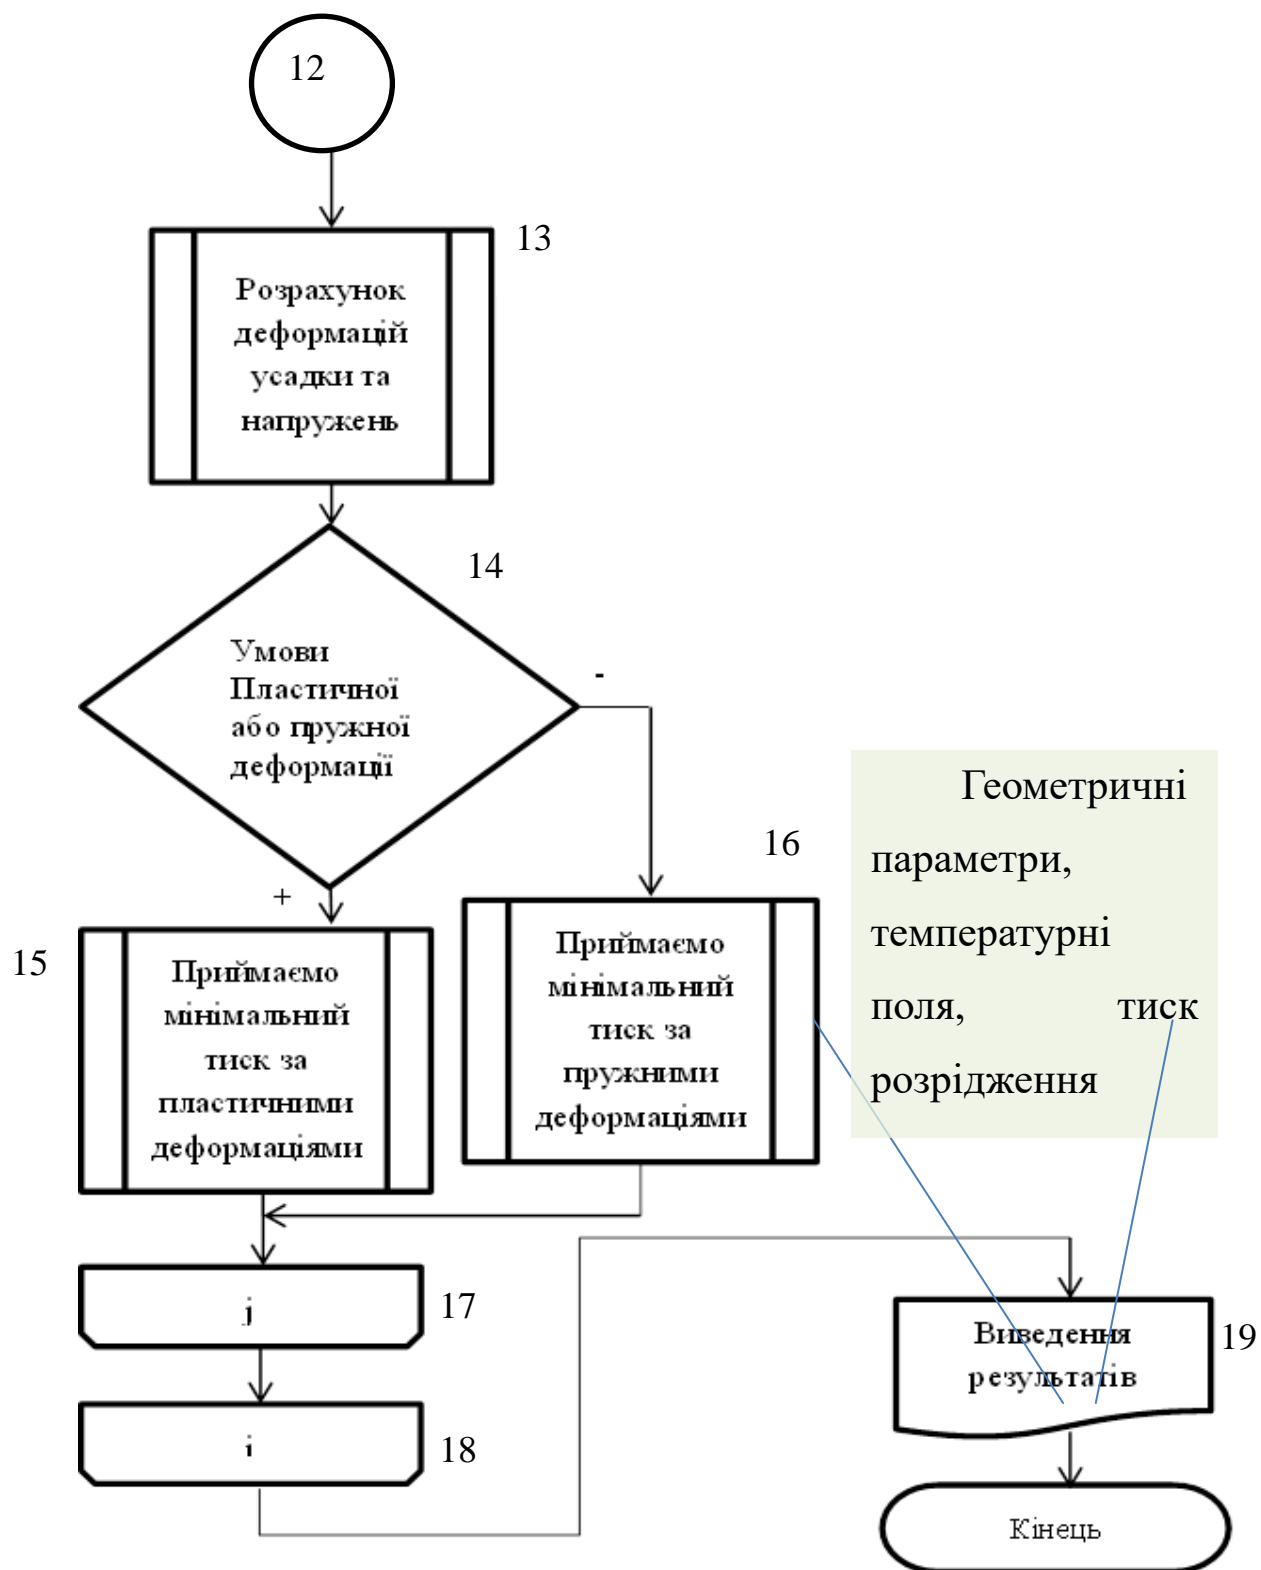 12
13
Розрахунок
деформацій
усадки та
напружень
14
Умови
Пластичної
або пружної
деформації
-
+
15
Приймаємо
мінімальний
тиск за
пластичними
деформаціями
16
Приймаємо
мінімальний
тиск за
пружними
деформаціями
Геометричні
параметри,
температурні
поля, тиск
розрідження
j
17
i
18
Виведення
результатів
19
Кінець